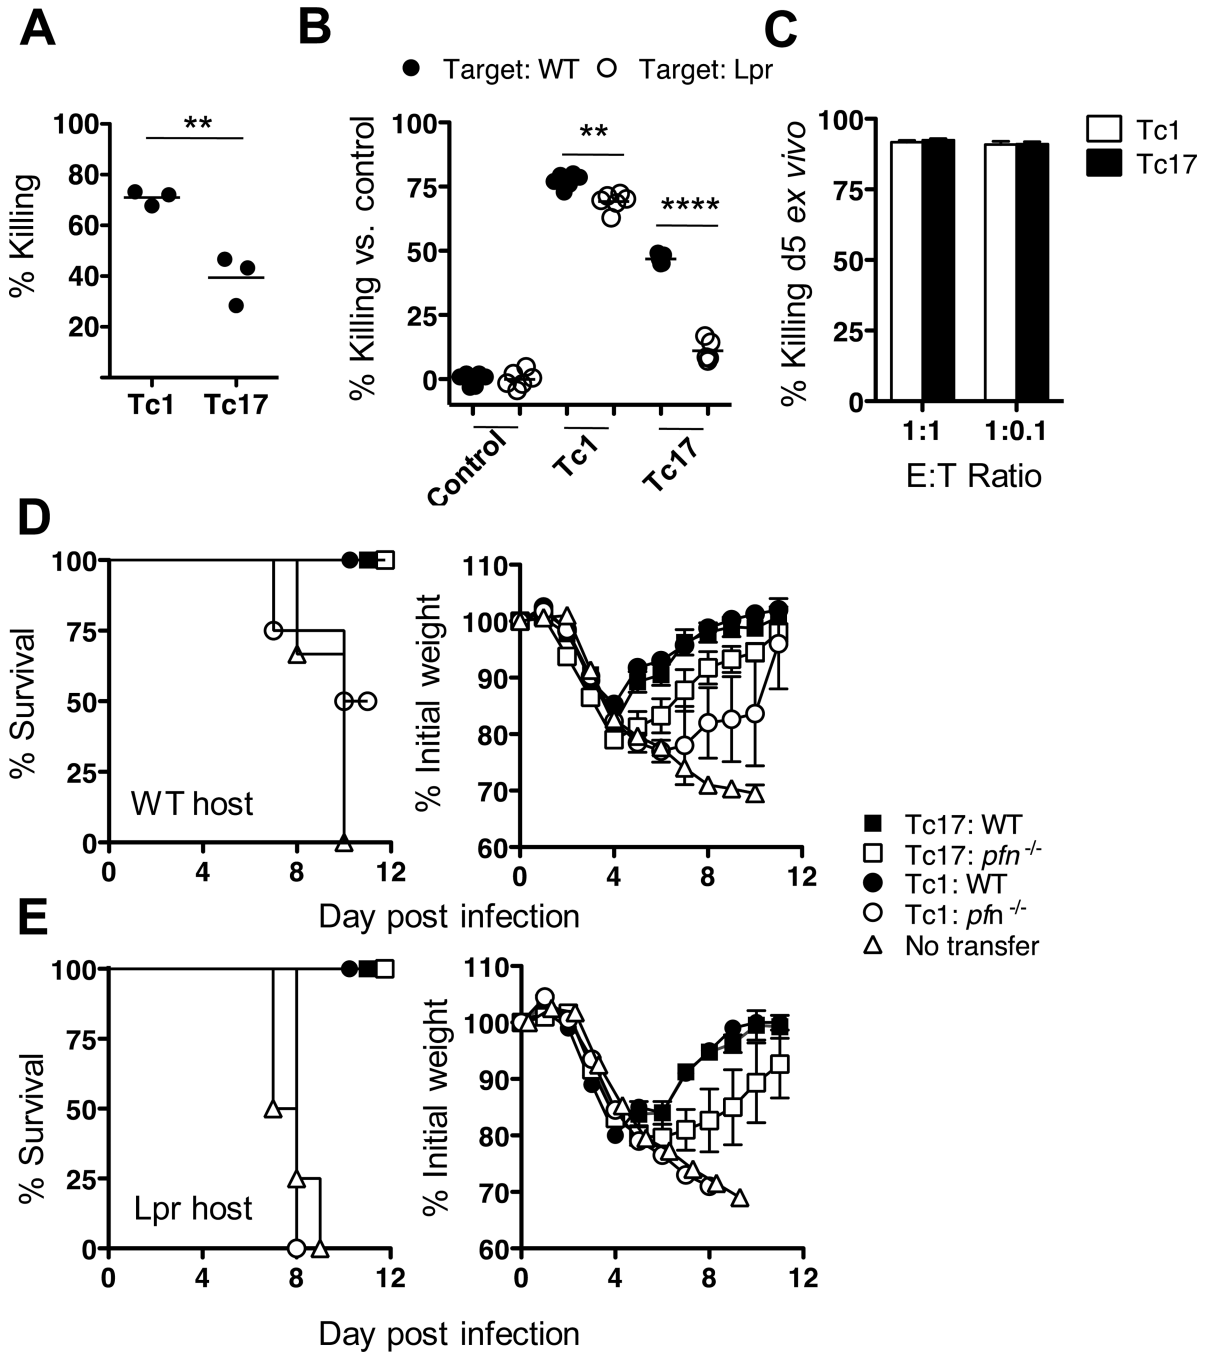 A
% Killing
100
80
60
40
20
**
Tc1 Tc17
B
Target: WT Target: Lpr
% Killing vs. control
100
75
50
25
0
**
****
Control Tc1 Tc17
C
% Killing d5 ex vivo
100
75
50
25
0
Tc1
Tc17
1:1 1:0.1
E:T Ratio
D
% Survival
100
75
50
25
0
WT host
0 4 8 12
% Initial weight
110
100
90
80
70
60
0 4 8 12
Day post infection
Tc17: WT
Tc17: pfn -/-
Tc1: WT
Tc1: pfn -/-
No transfer
E
% Survival
100
75
50
25
0
Lpr host
0 4 8 12
% Initial weight
110
100
90
80
70
60
0 4 8 12
Day post infection